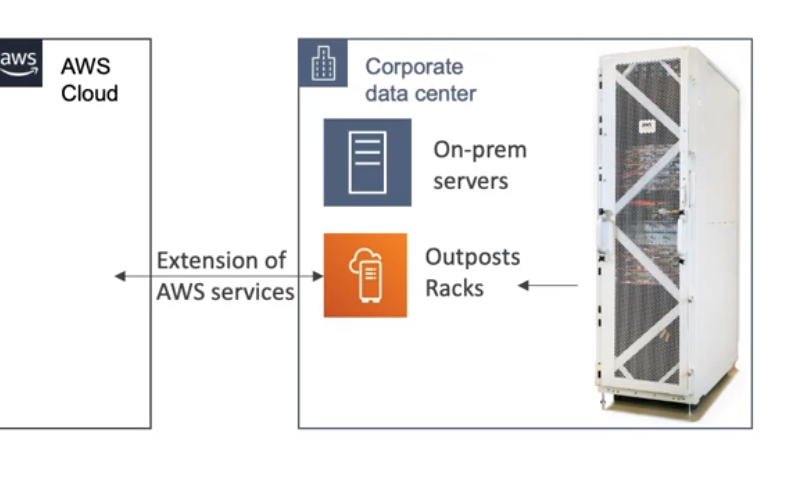 aws
AWS
Cloud
Corporate
data center
On-prem
servers
Extension of
AWS services
Outposts
Racks
aws